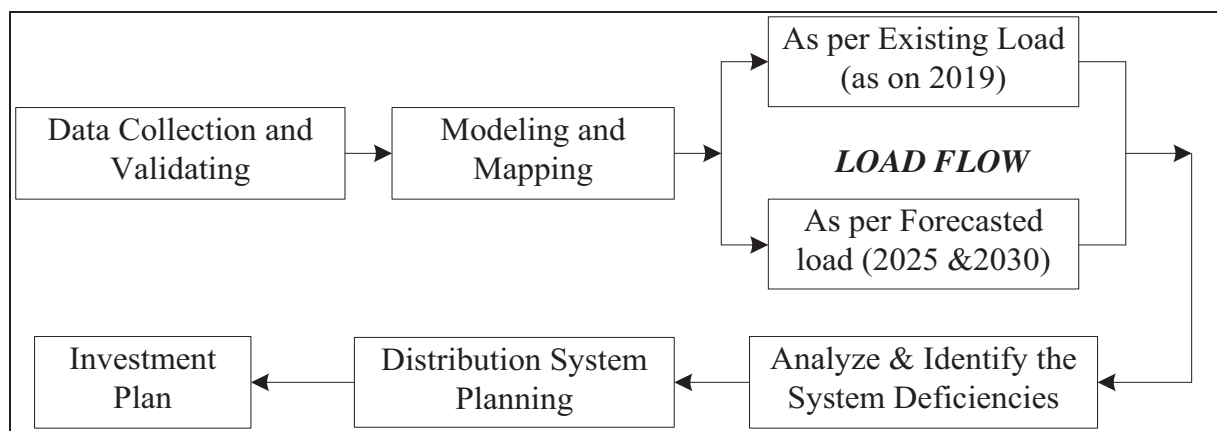 Data Collection and
Validating
Modeling and
Mapping
As per Existing Load
(as on 2019)
LOAD FLOW
As per Forecasted
load (2025 &2030)
Analyze & Identify the
System Deficiencies
Distribution System
Planning
Investment
Plan